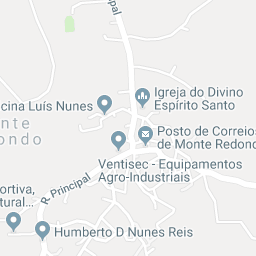 pal
Igreja do Divino
Espírito Santo
cina Luís Nunes
nte
ondo
Posto de Correios
de Monte Redondo
Ventisec - Equipamentos
Agro-Industriais
R. Principal
ortiva,
tural ...
Humberto D Nunes Reis